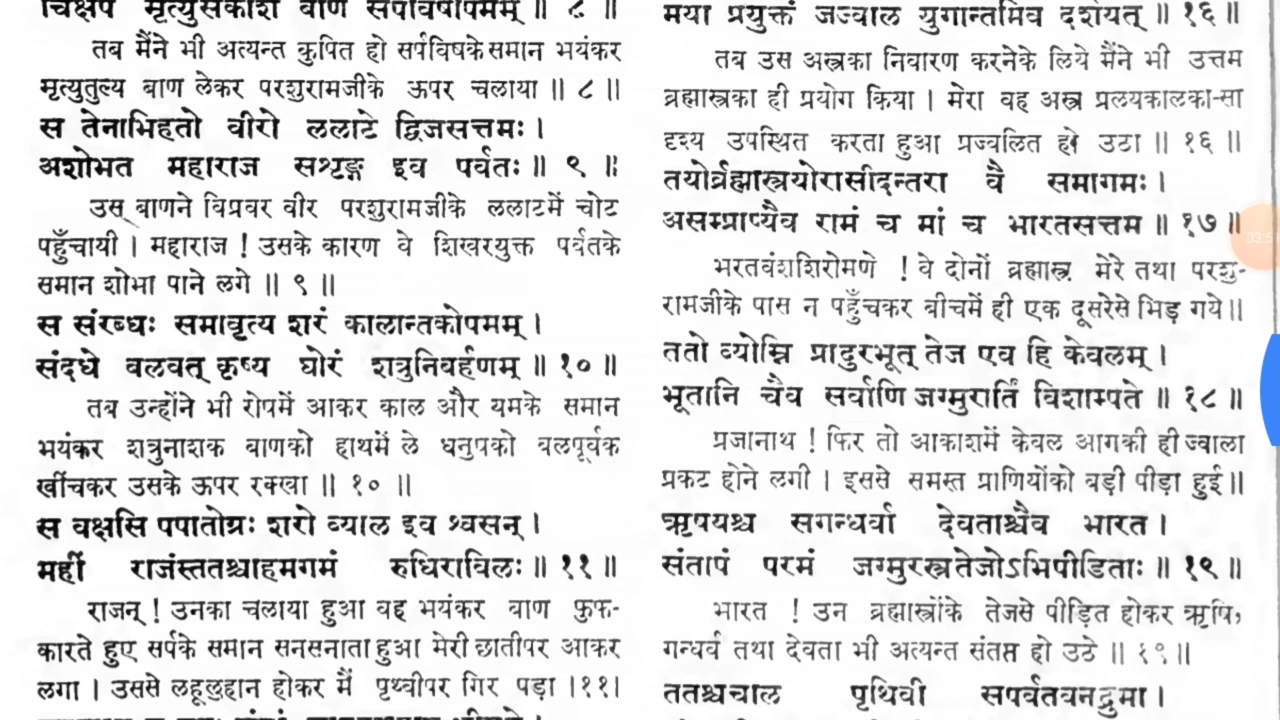 चिक्षेप मृत्युसंकाशं बाणं सर्पविषोपमम् ॥ ८ ॥
तब मैंने भी अत्यन्त कुपित हो सर्पविषके समान भयंकर
मृत्युतुल्य बाण लेकर परशुरामजीके ऊपर चलाया ॥ ८ ॥
स तेनाभिहतो वीरो ललाटे द्विजसत्तमः ।
अशोभत महाराज सशृङ्ग इव पर्वतः ॥ ९ ॥
उस बाणने विप्रवर वीर परशुरामजीके ललाटमें चोट
पहुँचायी । महाराज ! उसके कारण वे शिखरयुक्त पर्वतके
समान शोभा पाने लगे ॥ ९ ॥
स संरब्धः समावृत्य शरं कालान्तकोपमम् ।
संदधे बलवत् कृष्य घोरं शत्रुनिबर्हणम् ॥ १० ॥
तब उन्होंने भी रोषमें आकर काल और यमके समान
भयंकर शत्रुनाशक बाणको हाथमें ले धनुषको बलपूर्वक
खींचकर उसके ऊपर रक्खा ॥ १० ॥
स वक्षसि पपातोग्रः शरो व्याल इव श्वसन् ।
महीं राजंस्ततश्चाहमगमं रुधिराविलः ॥ ११ ॥
राजन् ! उनका चलाया हुआ वह भयंकर बाण फुफ-
कारते हुए सर्पके समान सनसनाता हुआ मेरी छातीपर आकर
लगा । उससे लहूलुहान होकर मैं पृथ्वीपर गिर पड़ा ।११।
मया प्रयुक्तं जज्वाल युगान्तमिव दर्शयत् ॥ १६ ॥
तब उस अस्त्रका निवारण करनेके लिये मैंने भी उत्तम
ब्रह्मास्त्रका ही प्रयोग किया । मेरा वह अस्त्र प्रलयकालका-सा
दृश्य उपस्थित करता हुआ प्रज्वलित हो उठा ॥ १६ ॥
तयोर्ब्रह्मास्त्रयोरासीदन्तरा वै समागमः ।
असम्प्राप्यैव रामं च मां च भारतसत्तम ॥ १७ ॥
भरतवंशशिरोमणे ! वे दोनों ब्रह्मास्त्र मेरे तथा परशु-
रामजीके पास न पहुँचकर बीचमें ही एक दूसरेसे भिड़ गये॥
ततो व्योम्नि प्रादुरभूत् तेज एव हि केवलम् ।
भूतानि चैव सर्वाणि जग्मुरार्तिं विशाम्पते ॥ १८ ॥
प्रजानाथ ! फिर तो आकाशमें केवल आगकी ही ज्वाला
प्रकट होने लगी । इससे समस्त प्राणियोंको बड़ी पीड़ा हुई॥
ऋषयश्च सगन्धर्वा देवताश्चैव भारत ।
संतापं परमं जग्मुरस्त्रतेजोऽभिपीडिताः ॥ १९ ॥
भारत ! उन ब्रह्मास्त्रोंके तेजसे पीड़ित होकर ऋषि,
गन्धर्व तथा देवता भी अत्यन्त संतप्त हो उठे ॥ १९॥
ततश्चचाल पृथिवी सपर्वतवनद्रुमा ।